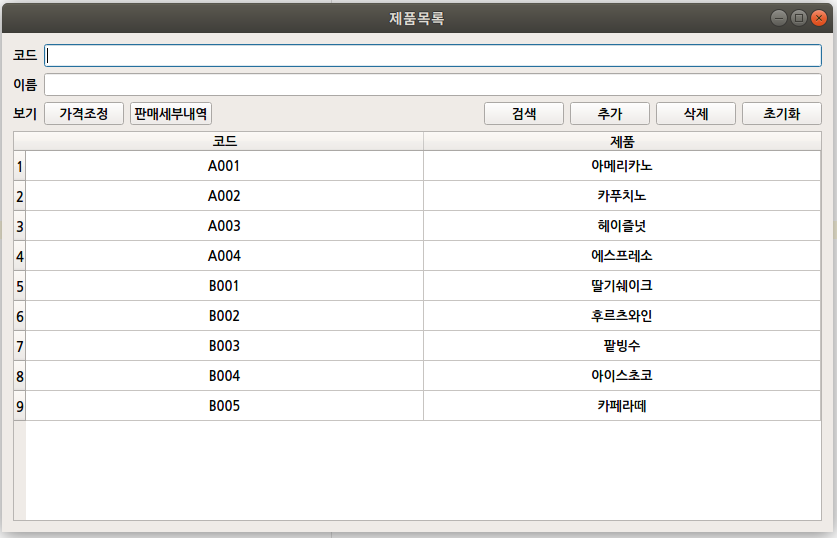 제품목록
코드
이름
보기 가격조정 판매세부내역 검색 추가 삭제 초기화
코드 제품
1 A001 아메리카노
2 A002 카푸치노
3 A003 헤이즐넛
4 A004 에스프레소
5 B001 딸기쉐이크
6 B002 후르츠와인
7 B003 팥빙수
8 B004 아이스초코
9 B005 카페라떼